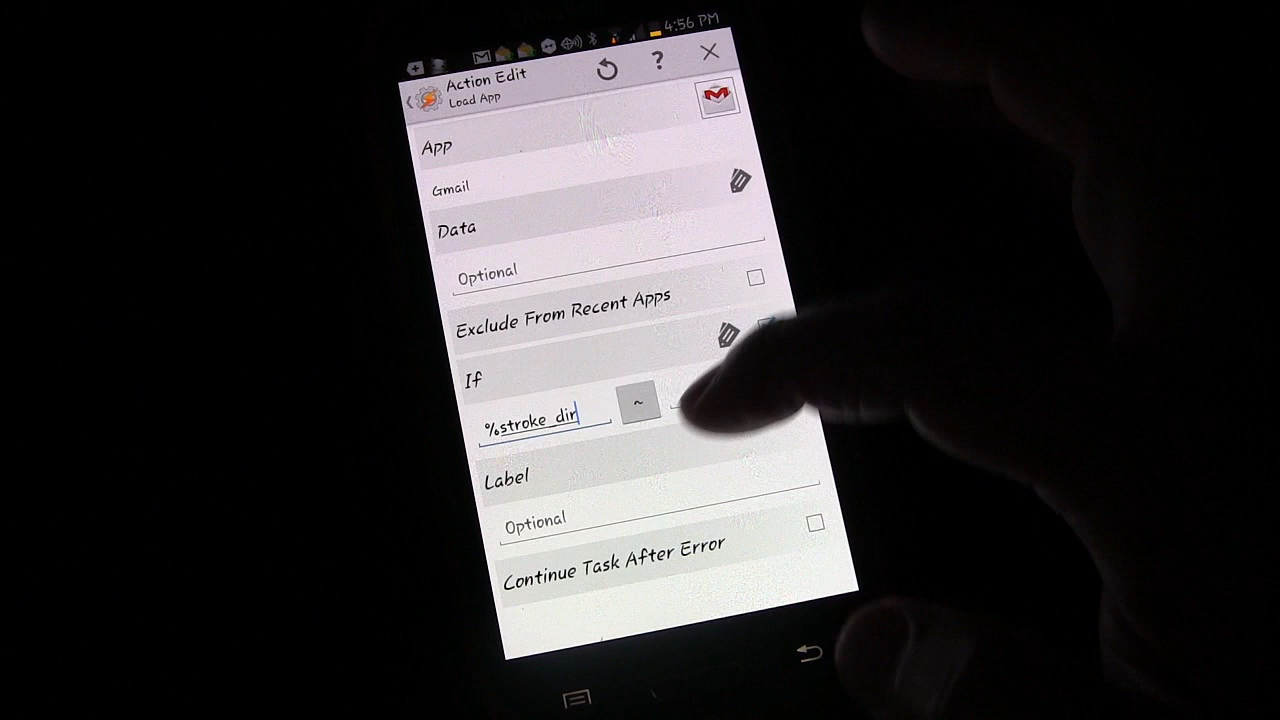 4:56 PM
Action Edit
Load App
App
Gmail
Data
Optional
Exclude From Recent Apps
If
%stroke_dir ~
Label
Optional
Continue Task After Error